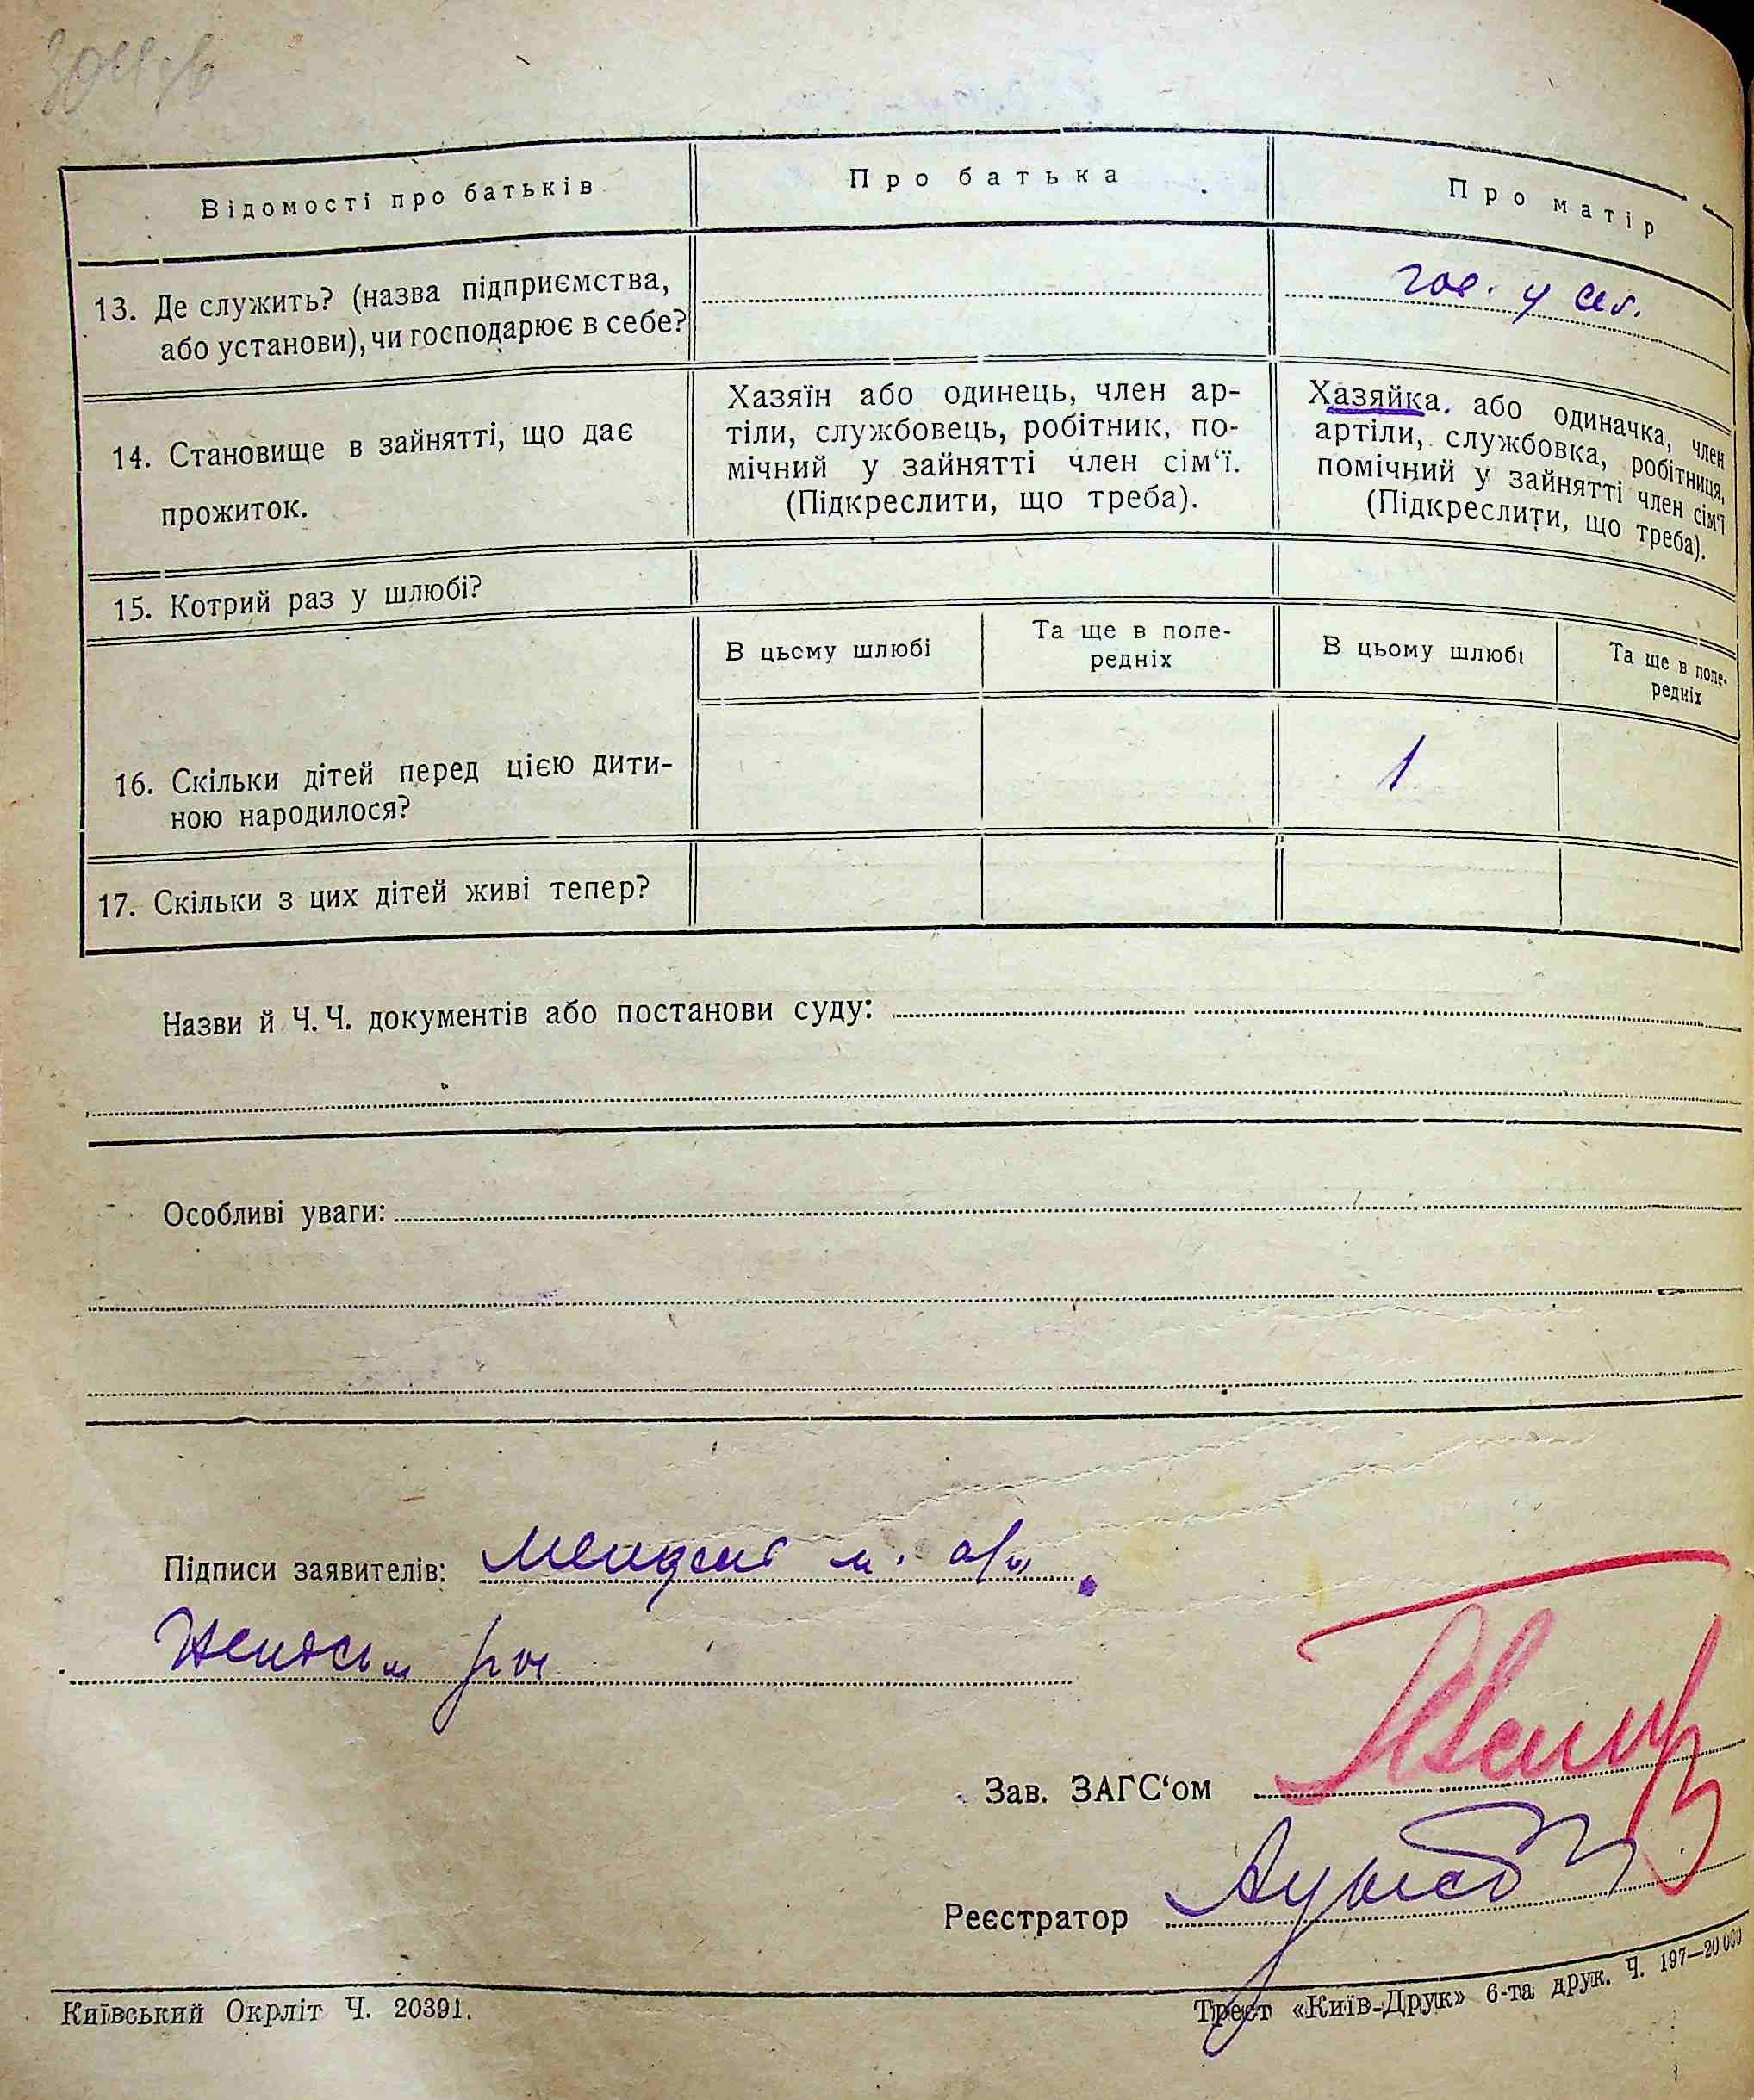 Відомості про батьків
Про батька
Про матір
13. Де служить? (назва підприємства,
або установи), чи господарює в себе?
гос. у себ.
14. Становище в зайнятті, що дає
прожиток.
Хазяїн або одинець, член ар-
тіли, службовець, робітник, по-
мічний у зайнятті член сім‘ї.
(Підкреслити, що треба).
Хазяйка. або одиначка, член
артіли, службовка, робітниця,
помічний у зайнятті член сім‘ї
(Підкреслити, що треба).
15. Котрий раз у шлюбі?
В цьому шлюбі
Та ще в попе-
редніх
В цьому шлюбі
Та ще в попе-
редніх
16. Скільки дітей перед цією дити-
ною народилося?
1
17. Скільки з цих дітей живі тепер?
Назви й Ч. Ч. документів або постанови суду:
Особливі уваги:
Підписи заявителів:
Зав. ЗАГС‘ом
Реєстратор
Київський Окрліт Ч. 20391.
Трест «Київ-Друк» 6-та друк. Ч. 197—20 000